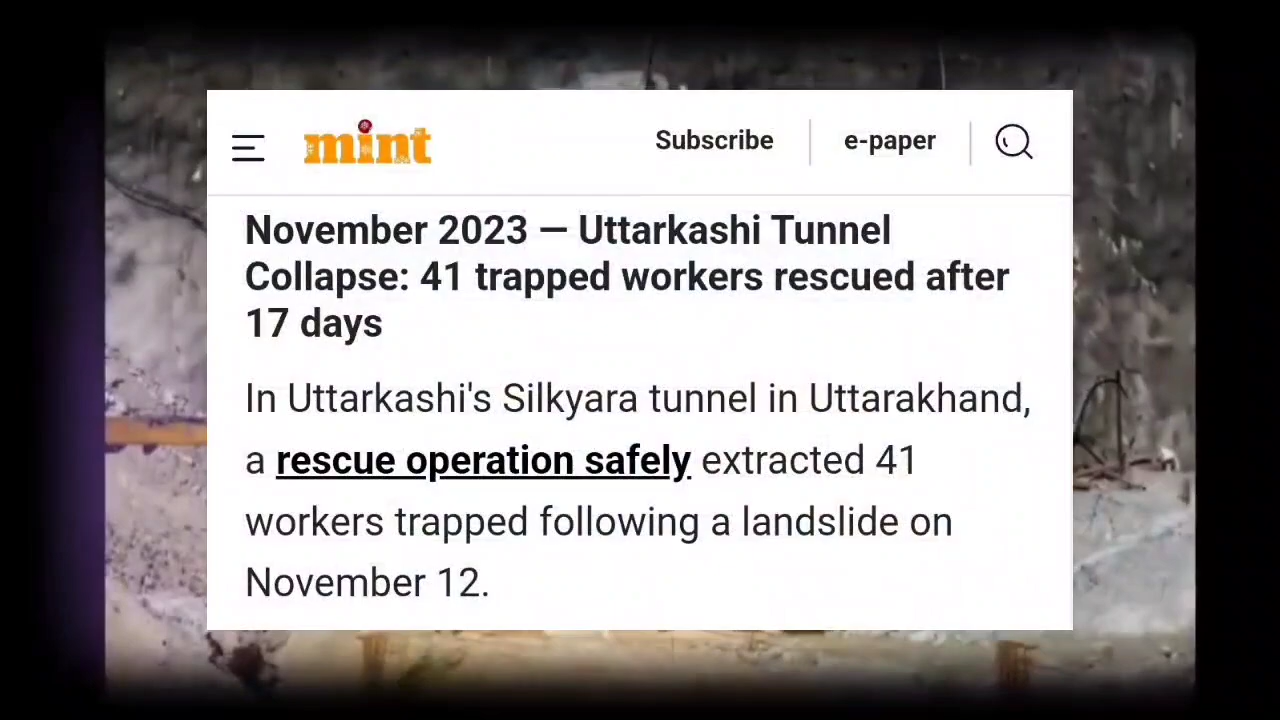 mint
Subscribe
e-paper
November 2023 — Uttarkashi Tunnel
Collapse: 41 trapped workers rescued after
17 days
In Uttarkashi's Silkyara tunnel in Uttarakhand,
a rescue operation safely extracted 41
workers trapped following a landslide on
November 12.